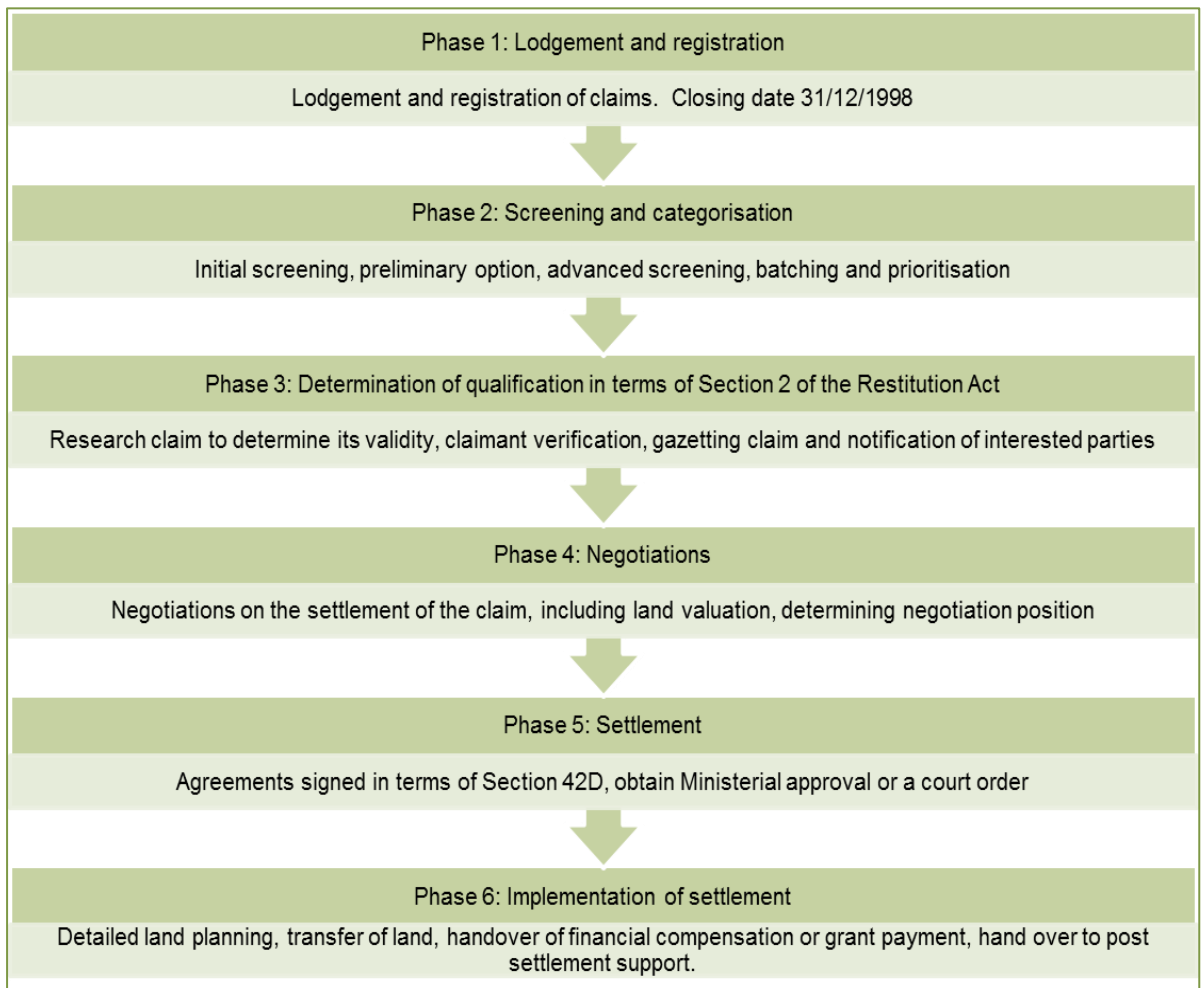 Phase 1: Lodgement and registration
Lodgement and registration of claims. Closing date 31/12/1998
Phase 2: Screening and categorisation
Initial screening, preliminary option, advanced screening, batching and prioritisation
Phase 3: Determination of qualification in terms of Section 2 of the Restitution Act
Research claim to determine its validity, claimant verification, gazetting claim and notification of interested parties
Phase 4: Negotiations
Negotiations on the settlement of the claim, including land valuation, determining negotiation position
Phase 5: Settlement
Agreements signed in terms of Section 42D, obtain Ministerial approval or a court order
Phase 6: Implementation of settlement
Detailed land planning, transfer of land, handover of financial compensation or grant payment, hand over to post
settlement support.